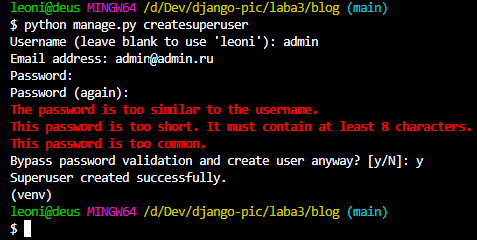 leoni@deus MINGW64 /d/Dev/django-pic/laba3/blog (main)
$ python manage.py createsuperuser
Username (leave blank to use 'leoni'): admin
Email address: admin@admin.ru
Password:
Password (again):
The password is too similar to the username.
This password is too short. It must contain at least 8 characters.
This password is too common.
Bypass password validation and create user anyway? [y/N]: y
Superuser created successfully.
(venv)
leoni@deus MINGW64 /d/Dev/django-pic/laba3/blog (main)
$